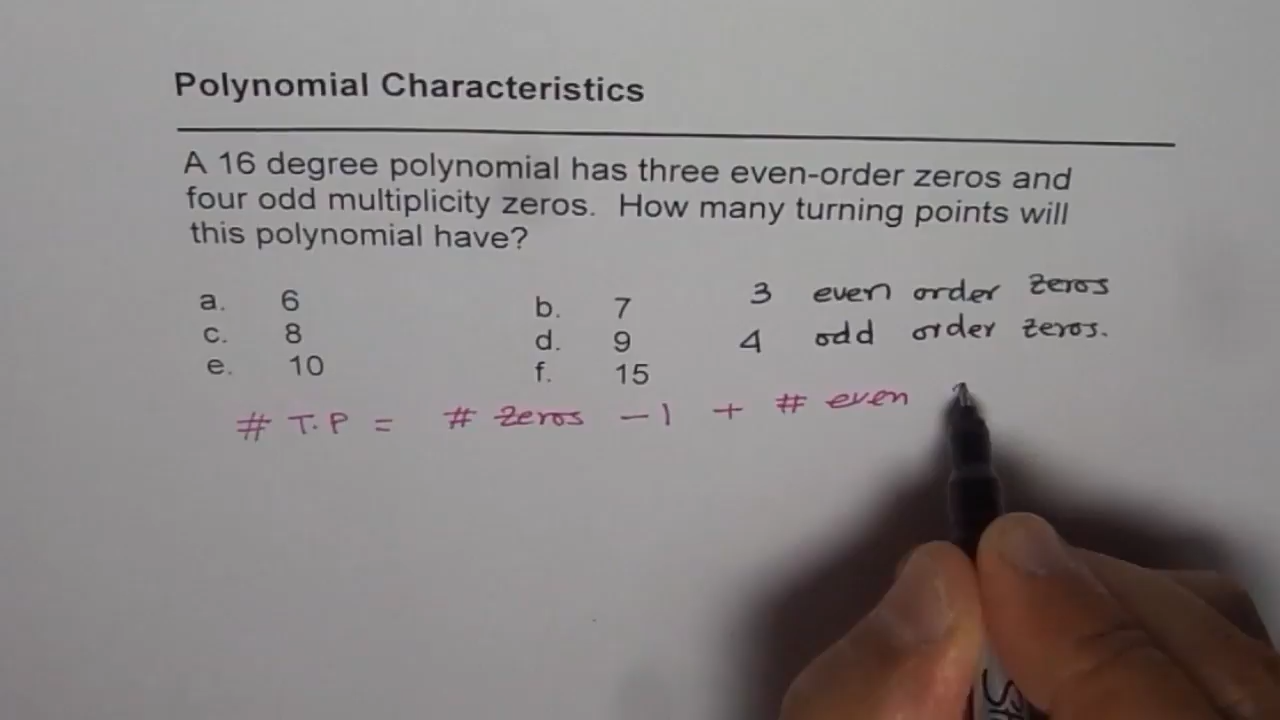 Polynomial Characteristics
A 16 degree polynomial has three even-order zeros and
four odd multiplicity zeros. How many turning points will
this polynomial have?
a. 6 b. 7 3 even order zeros
c. 8 d. 9 4 odd order zeros.
e. 10 f. 15
# T.P = # zeros - 1 + # even